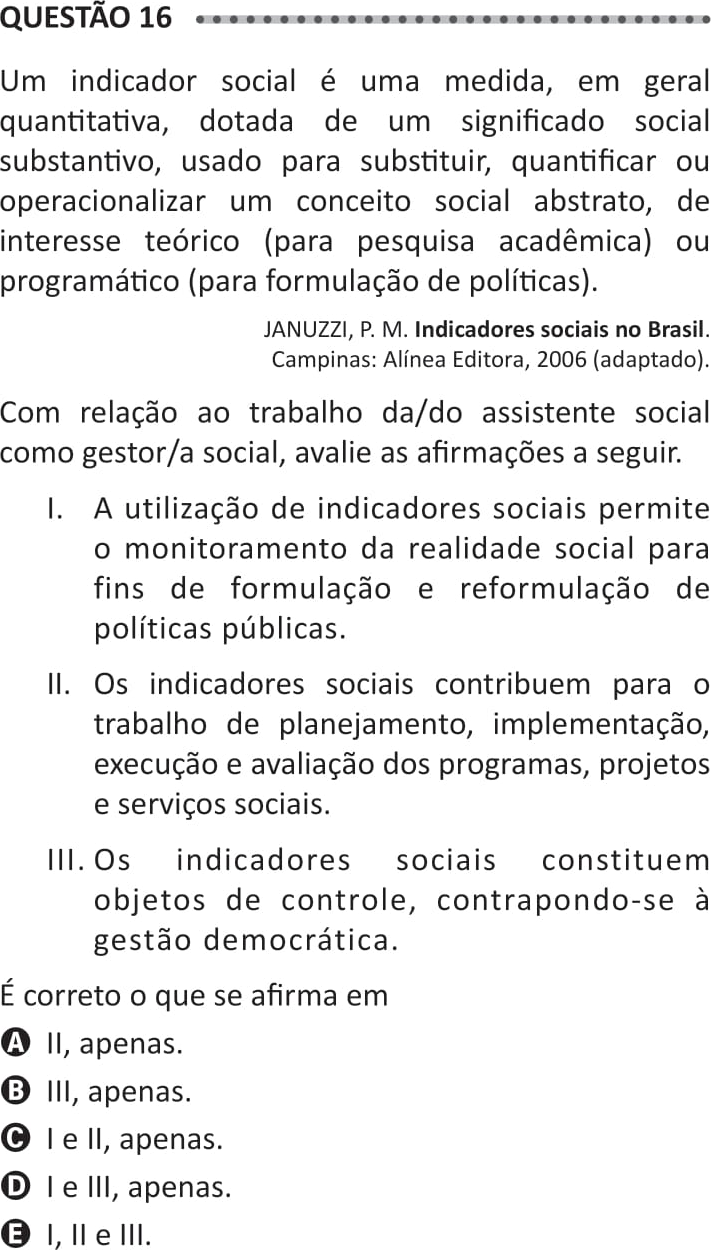 QUESTÃO 16
Um indicador social é uma medida, em geral
quantitativa, dotada de um significado social
substantivo, usado para substituir, quantificar ou
operacionalizar um conceito social abstrato, de
interesse teórico (para pesquisa acadêmica) ou
programático (para formulação de políticas).
JANUZZI, P. M. Indicadores sociais no Brasil.
Campinas: Alínea Editora, 2006 (adaptado).
Com relação ao trabalho da/do assistente social
como gestor/a social, avalie as afirmações a seguir.
I. A utilização de indicadores sociais permite
o monitoramento da realidade social para
fins de formulação e reformulação de
políticas públicas.
II. Os indicadores sociais contribuem para o
trabalho de planejamento, implementação,
execução e avaliação dos programas, projetos
e serviços sociais.
III. Os indicadores sociais constituem
objetos de controle, contrapondo-se à
gestão democrática.
É correto o que se afirma em
A II, apenas.
B III, apenas.
C I e II, apenas.
D I e III, apenas.
E I, II e III.